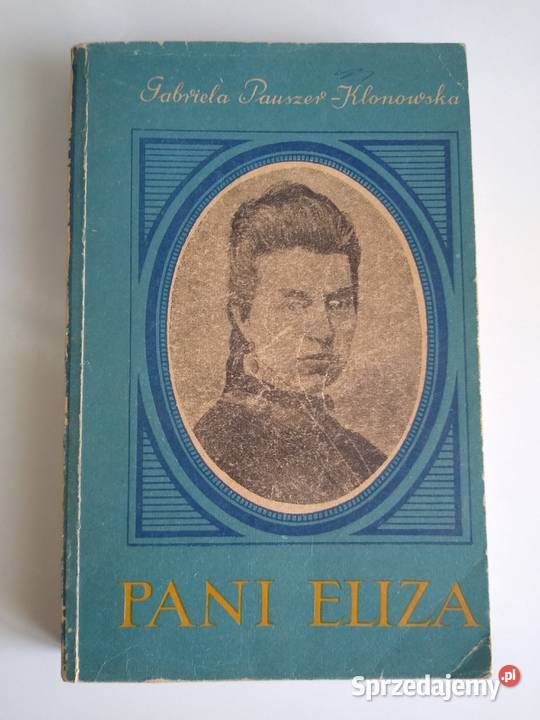 Gabriela Pauszer-Klonowska
PANI ELIZA
Sprzedajemy.pl